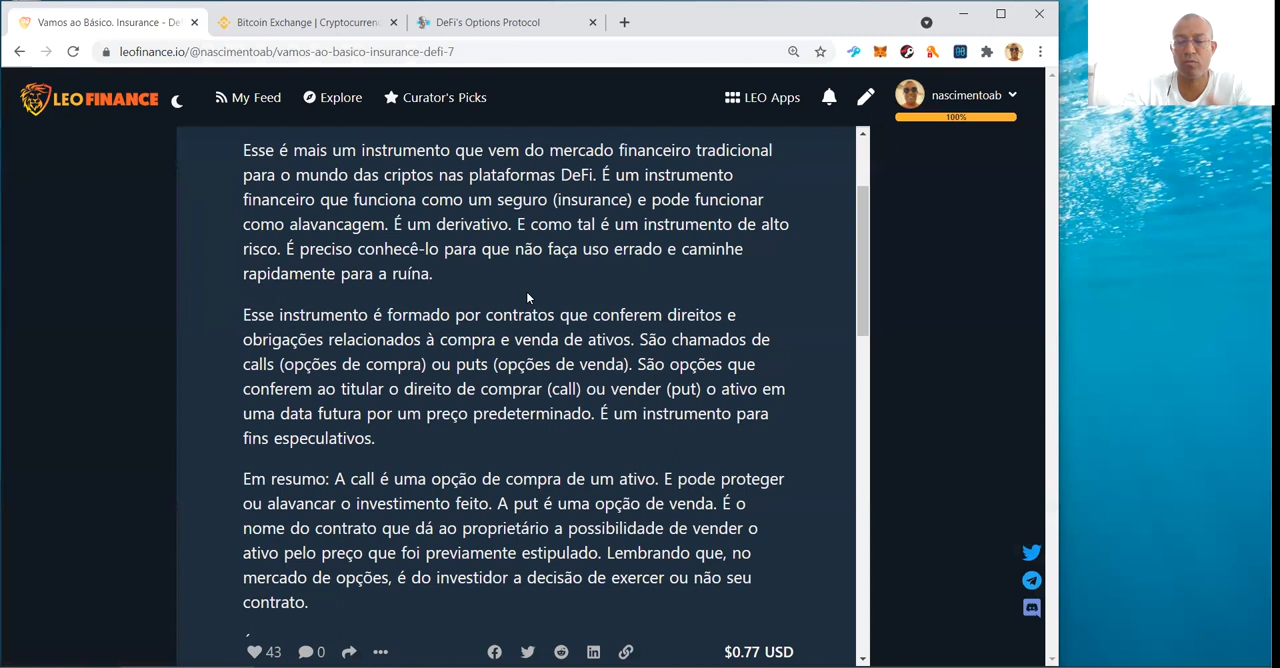 Vamos ao Básico. Insurance - De
Bitcoin Exchange | Cryptocurren
DeFi's Options Protocol
leofinance.io/@nascimentoab/vamos-ao-basico-insurance-defi-7
LEOFINANCE
My Feed
Explore
Curator's Picks
LEO Apps
nascimentoab
100%
Esse é mais um instrumento que vem do mercado financeiro tradicional
para o mundo das criptos nas plataformas DeFi. É um instrumento
financeiro que funciona como um seguro (insurance) e pode funcionar
como alavancagem. É um derivativo. E como tal é um instrumento de alto
risco. É preciso conhecê-lo para que não faça uso errado e caminhe
rapidamente para a ruína.
Esse instrumento é formado por contratos que conferem direitos e
obrigações relacionados à compra e venda de ativos. São chamados de
calls (opções de compra) ou puts (opções de venda). São opções que
conferem ao titular o direito de comprar (call) ou vender (put) o ativo em
uma data futura por um preço predeterminado. É um instrumento para
fins especulativos.
Em resumo: A call é uma opção de compra de um ativo. E pode proteger
ou alavancar o investimento feito. A put é uma opção de venda. É o
nome do contrato que dá ao proprietário a possibilidade de vender o
ativo pelo preço que foi previamente estipulado. Lembrando que, no
mercado de opções, é do investidor a decisão de exercer ou não seu
contrato.
43
0
$0.77 USD